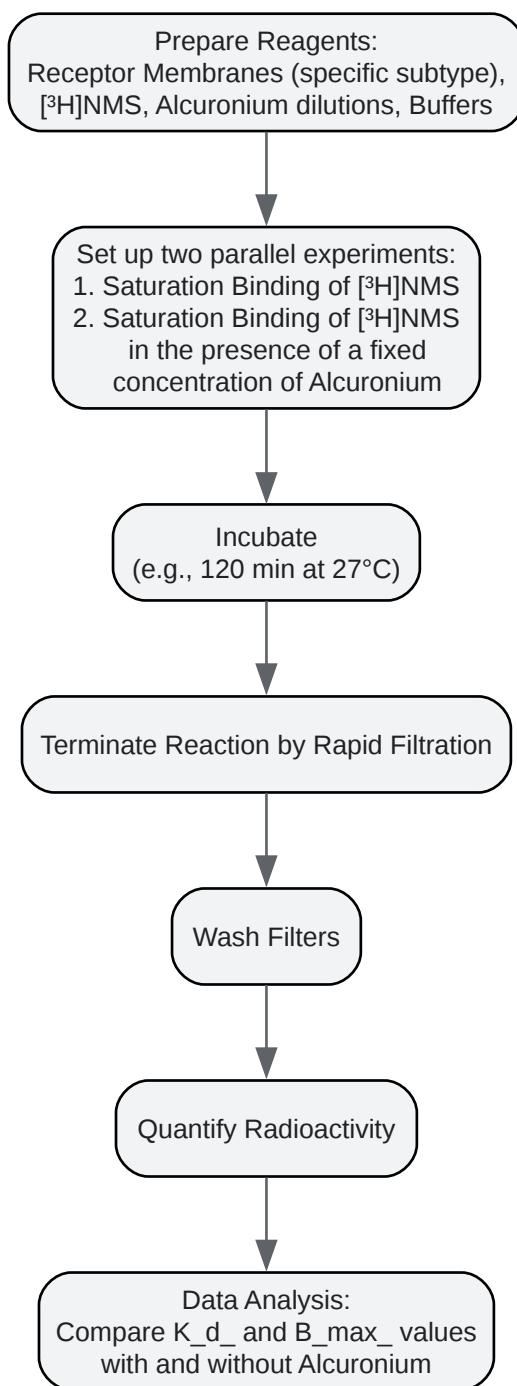 Prepare Reagents:
Receptor Membranes (specific subtype),
[³H]NMS, Alcuronium dilutions, Buffers
Set up two parallel experiments:
1. Saturation Binding of [³H]NMS
2. Saturation Binding of [³H]NMS
in the presence of a fixed
concentration of Alcuronium
Incubate
(e.g., 120 min at 27°C)
Terminate Reaction by Rapid Filtration
Wash Filters
Quantify Radioactivity
Data Analysis:
Compare K_d_ and B_max_ values
with and without Alcuronium